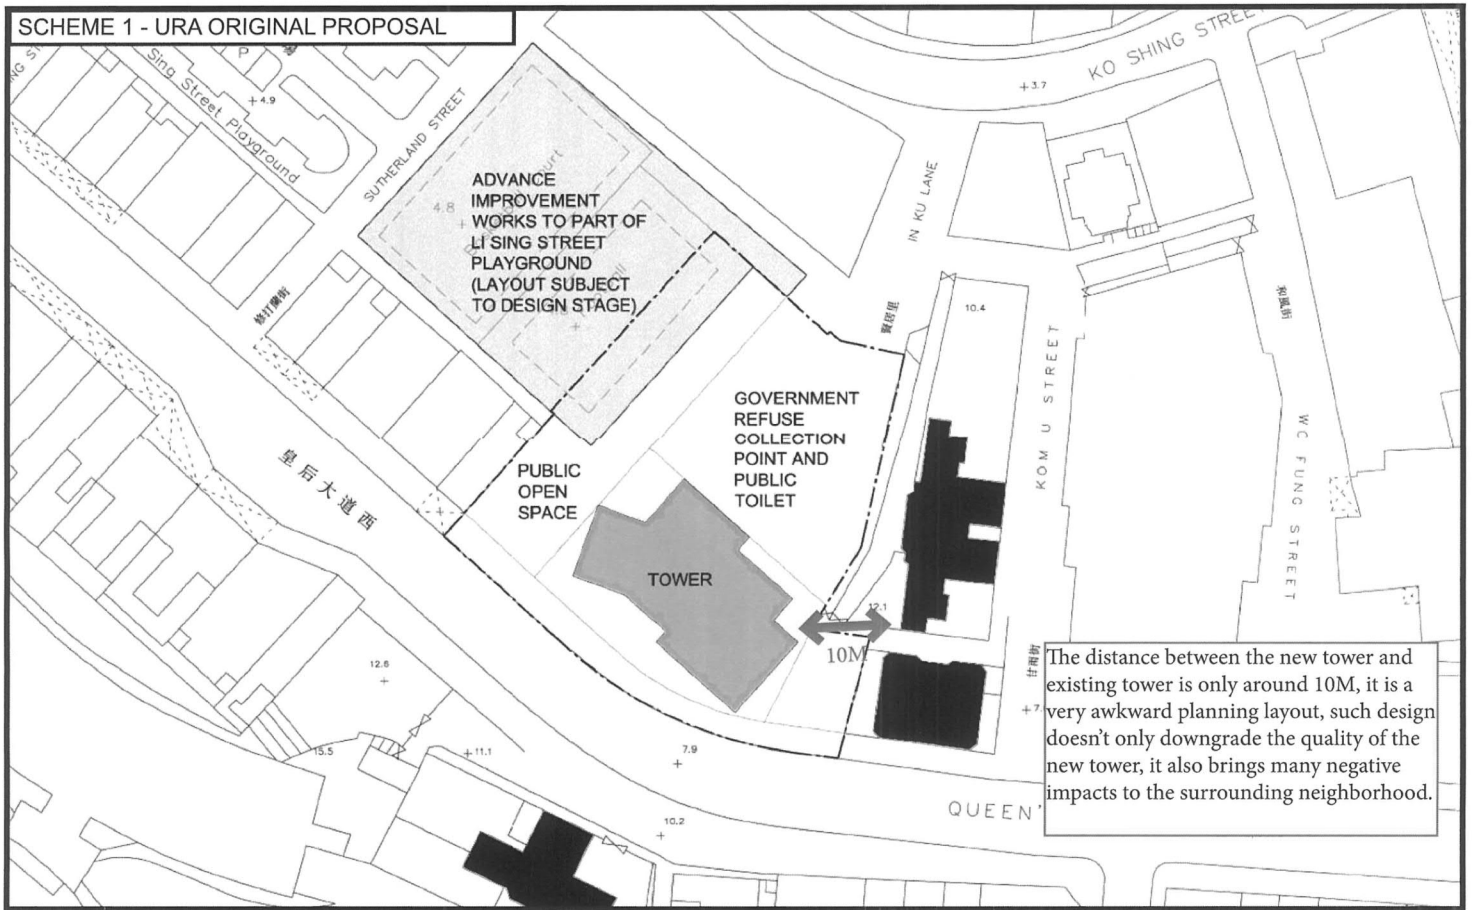 SCHEME 1 - URA ORIGINAL PROPOSAL
KO SHING STREET
Sing Street Playground
P
4.9
3.7
SUTHERLAND STREET
ADVANCE
IMPROVEMENT
WORKS TO PART OF
LI SING STREET
PLAYGROUND
(LAYOUT SUBJECT
TO DESIGN STAGE)
4.8
IN KU LANE
修打蘭街
賢居里
10.4
和風街
KOM U STREET
WO FUNG STREET
GOVERNMENT
REFUSE
COLLECTION
POINT AND
PUBLIC
TOILET
PUBLIC
OPEN
SPACE
皇后大道西
TOWER
12.1
10M
甘雨街
The distance between the new tower and
existing tower is only around 10M, it is a
very awkward planning layout, such design
doesn't only downgrade the quality of the
new tower, it also brings many negative
impacts to the surrounding neighborhood.
12.6
15.5
11.1
7.9
10.2
QUEEN'